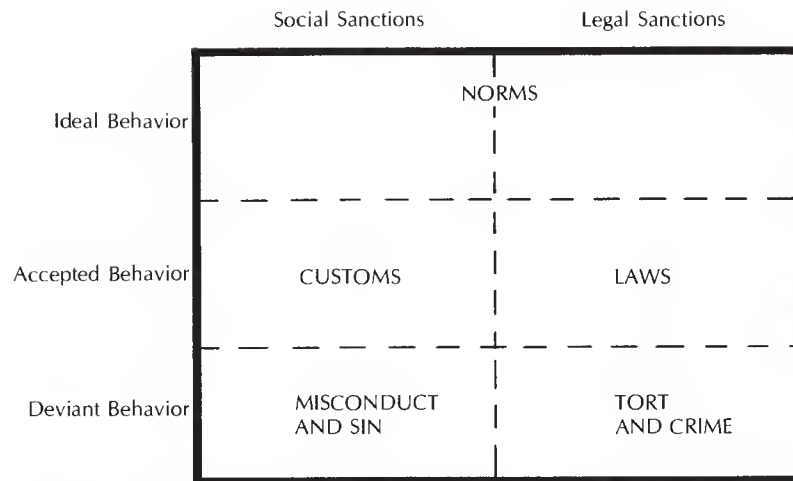 Social Sanctions Legal Sanctions
NORMS
Ideal Behavior
Accepted Behavior CUSTOMS LAWS
Deviant Behavior MISCONDUCT AND SIN TORT AND CRIME